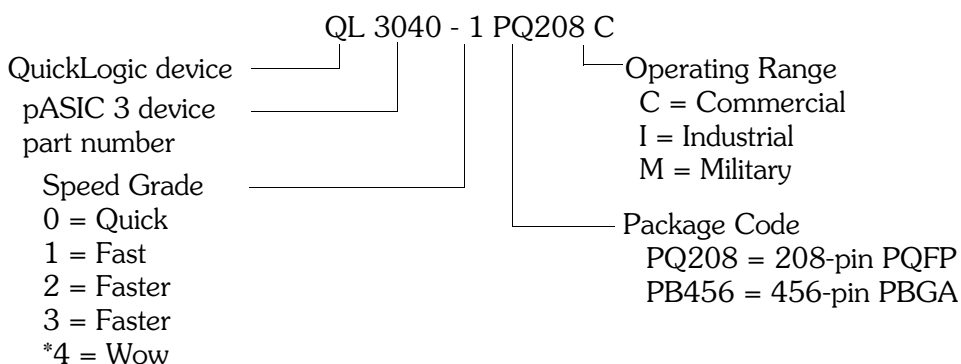 QL 3040 - 1 PQ208 C
QuickLogic device
pASIC 3 device
part number
Speed Grade
0 = Quick
1 = Fast
2 = Faster
3 = Faster
*4 = Wow
Operating Range
C = Commercial
I = Industrial
M = Military
Package Code
PQ208 = 208-pin PQFP
PB456 = 456-pin PBGA